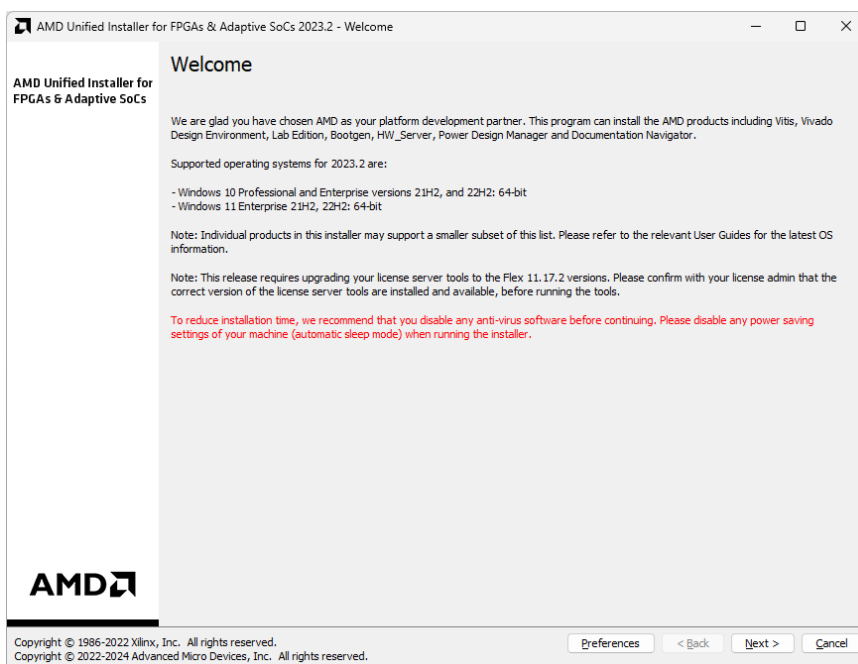 AMD Unified Installer for FPGAs & Adaptive SoCs 2023.2 - Welcome
AMD Unified Installer for
FPGAs & Adaptive SoCs
Welcome
We are glad you have chosen AMD as your platform development partner. This program can install the AMD products including Vitis, Vivado
Design Environment, Lab Edition, Bootgen, HW_Server, Power Design Manager and Documentation Navigator.
Supported operating systems for 2023.2 are:
- Windows 10 Professional and Enterprise versions 21H2, and 22H2: 64-bit
- Windows 11 Enterprise 21H2, 22H2: 64-bit
Note: Individual products in this installer may support a smaller subset of this list. Please refer to the relevant User Guides for the latest OS
information.
Note: This release requires upgrading your license server tools to the Flex 11.17.2 versions. Please confirm with your license admin that the
correct version of the license server tools are installed and available, before running the tools.
To reduce installation time, we recommend that you disable any anti-virus software before continuing. Please disable any power saving
settings of your machine (automatic sleep mode) when running the installer.
AMD
Copyright © 1986-2022 Xilinx, Inc. All rights reserved.
Copyright © 2022-2024 Advanced Micro Devices, Inc. All rights reserved.
Preferences < Back Next > Cancel